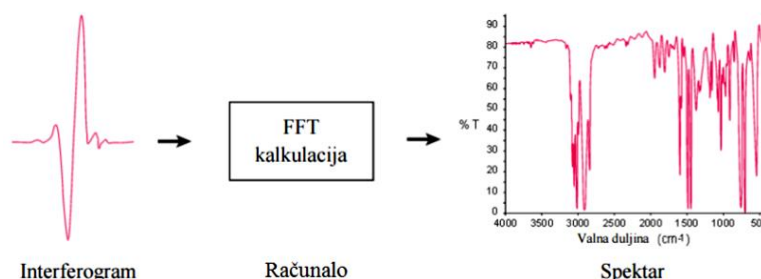 FFT
kalkulacija
Interferogram
Računalo
% T
90
80
70
60
50
40
30
20
10
0
4000 3500 3000 2500 2000 1500 1000 500
Valna duljina (cm-1)
Spektar